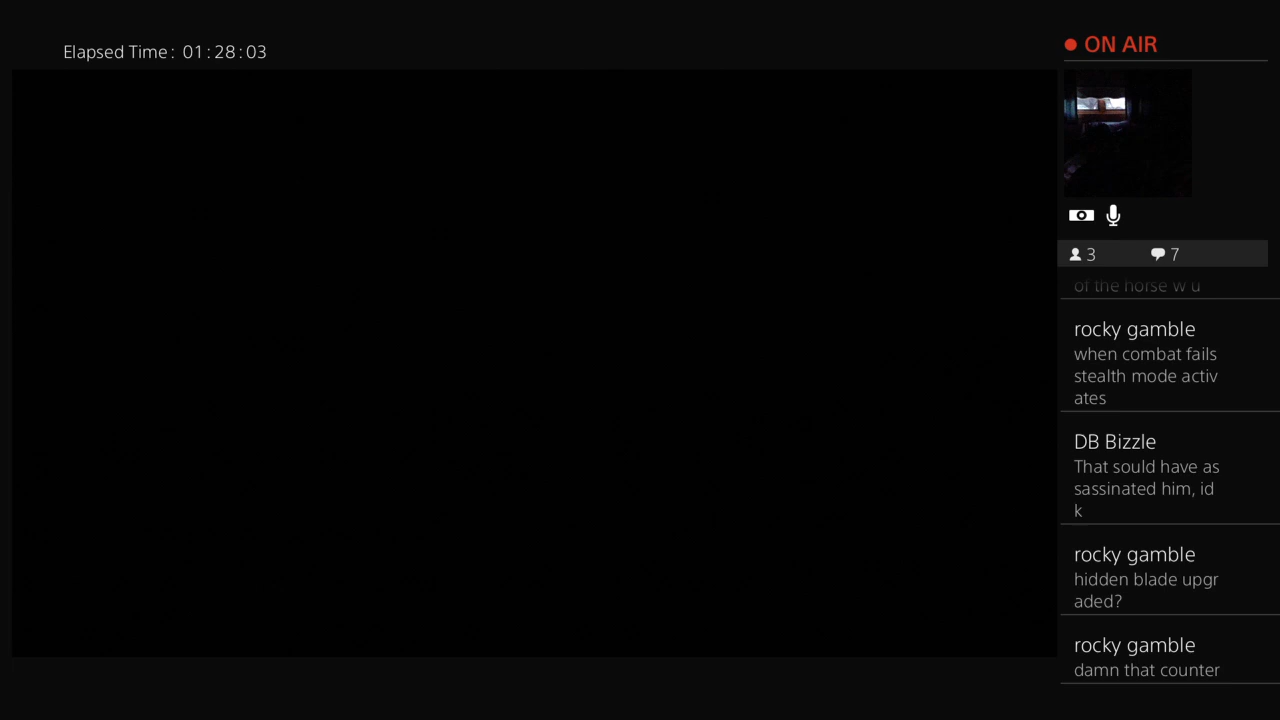 Elapsed Time: 01:28:03
ON AIR
3
7
of the horse w u
rocky gamble
when combat fails
stealth mode activ
ates
DB Bizzle
That sould have as
sassinated him, id
k
rocky gamble
hidden blade upgr
aded?
rocky gamble
damn that counter